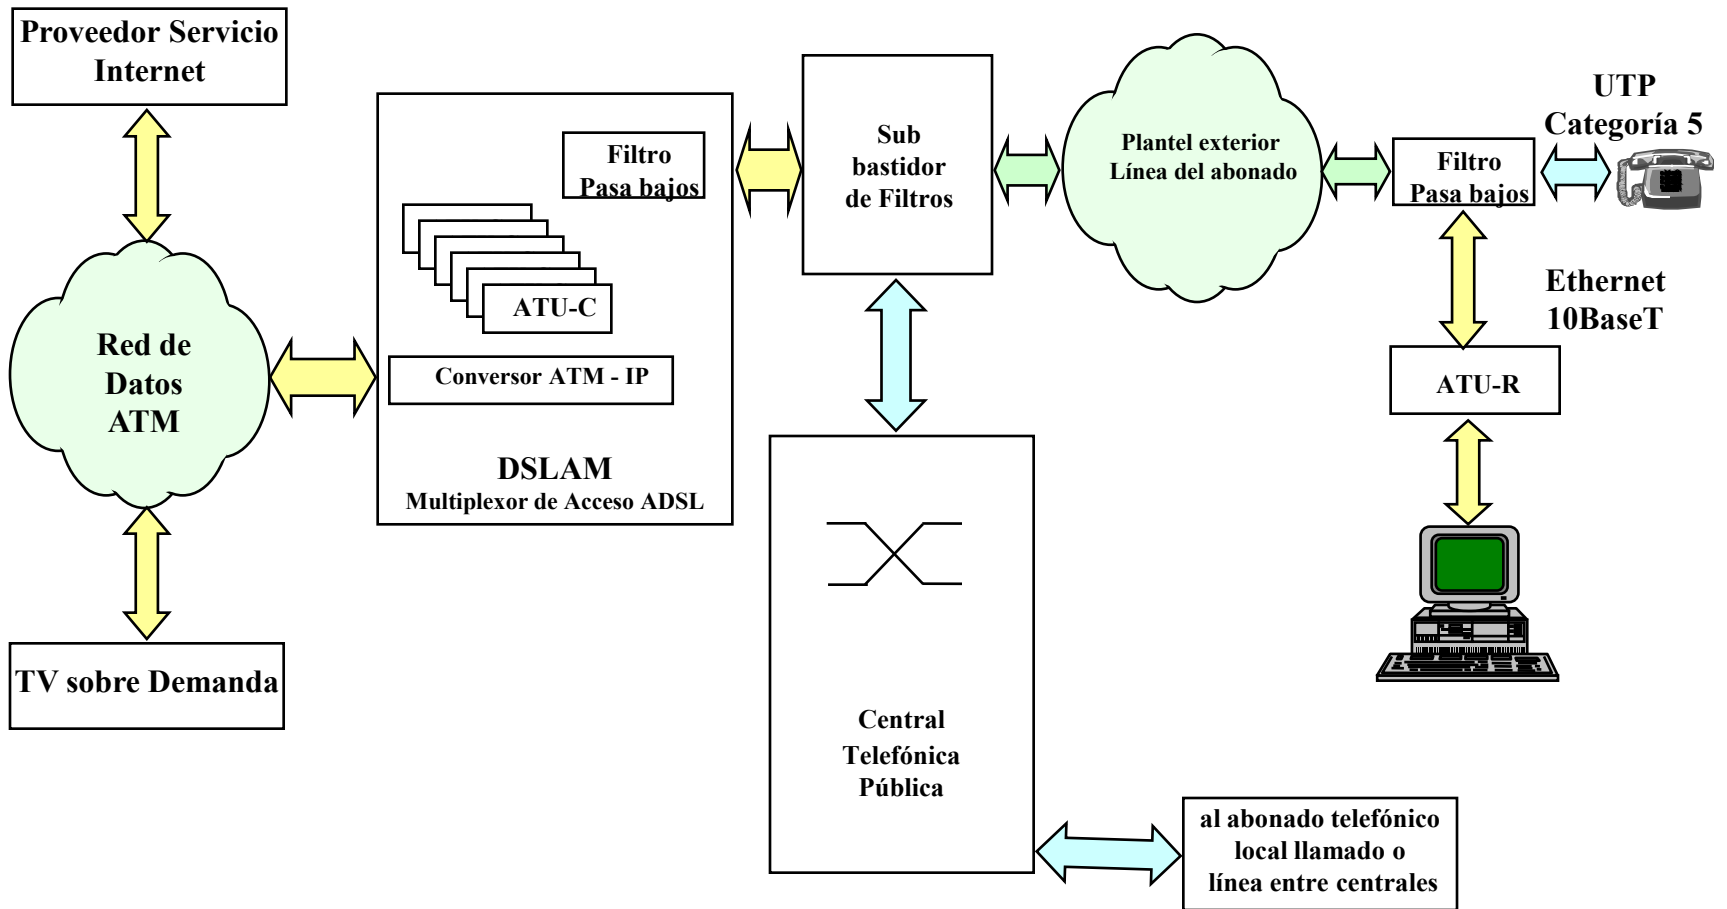 Proveedor Servicio
Internet
Red de
Datos
ATM
TV sobre Demanda
Filtro
Pasa bajos
ATU-C
Conversor ATM - IP
DSLAM
Multiplexor de Acceso ADSL
Sub
bastidor
de Filtros
Central
Telefónica
Pública
Plantel exterior
Línea del abonado
Filtro
Pasa bajos
UTP
Categoría 5
Ethernet
10BaseT
ATU-R
al abonado telefónico
local llamado o
línea entre centrales